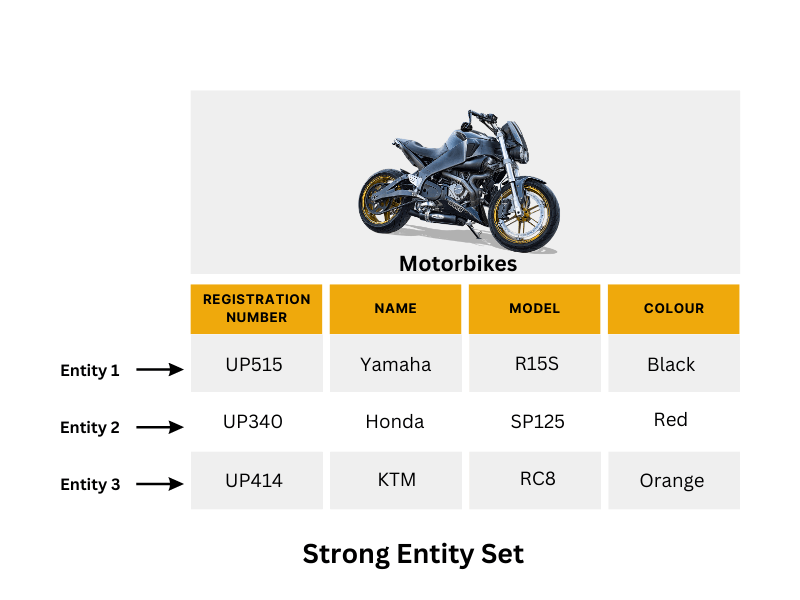 Motorbikes
REGISTRATION
NUMBER
NAME
MODEL
COLOUR
Entity 1
UP515
Yamaha
R15S
Black
Entity 2
UP340
Honda
SP125
Red
Entity 3
UP414
KTM
RC8
Orange
Strong Entity Set